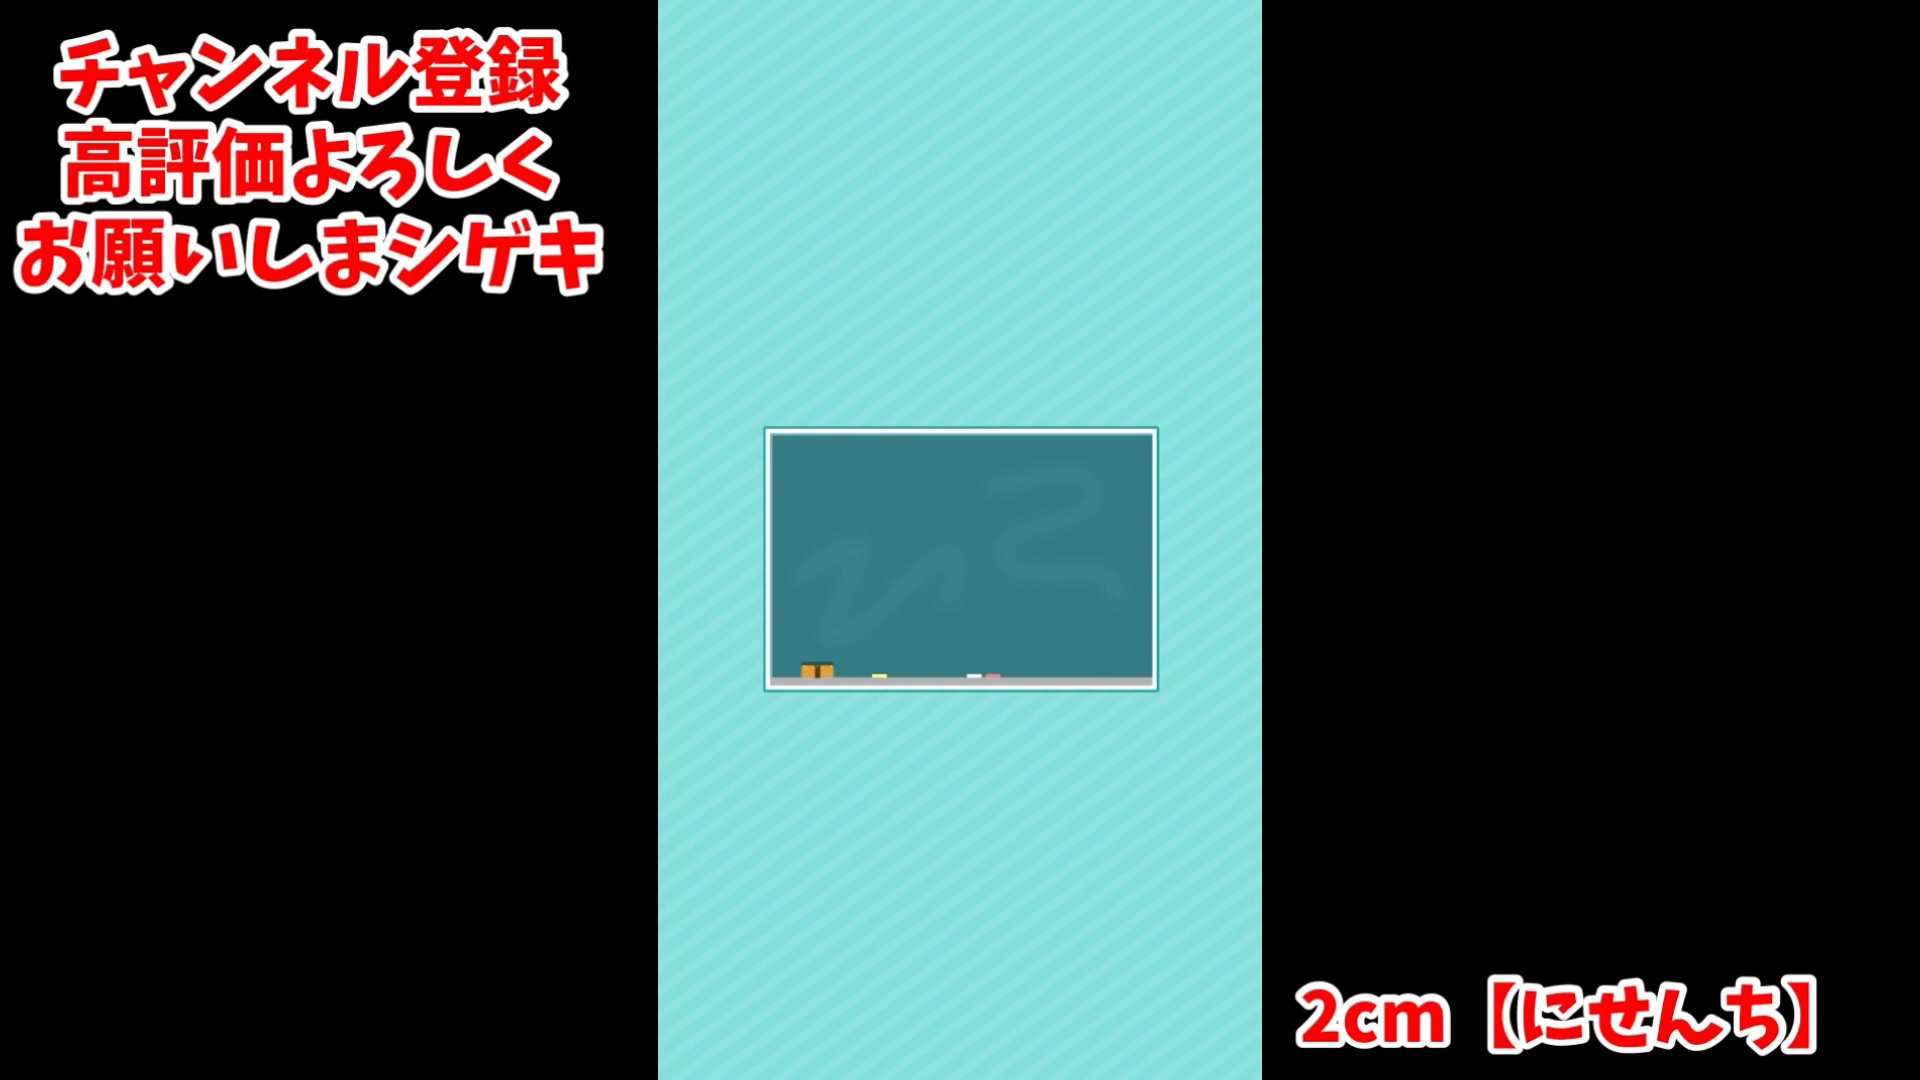 チャンネル登録
高評価よろしく
お願いしまシゲキ
2cm【にせんち】